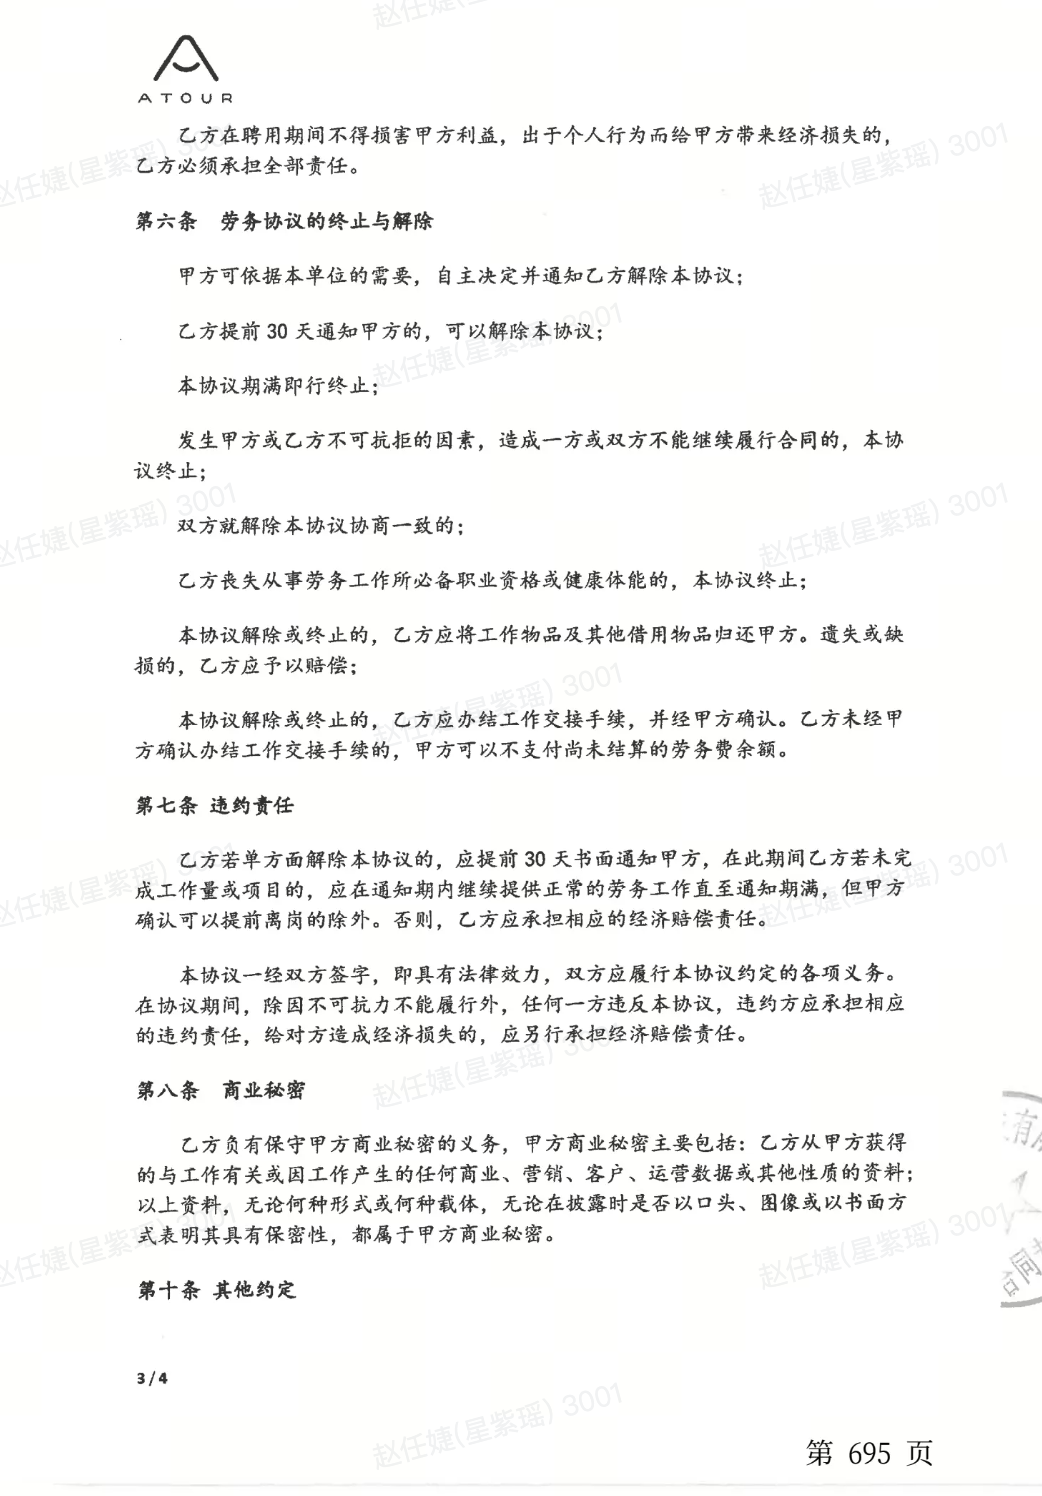 ATOUR
乙方在聘用期间不得损害甲方利益，出于个人行为而给甲方带来经济损失的，
乙方必须承担全部责任。
第六条　劳务协议的终止与解除
甲方可依据本单位的需要，自主决定并通知乙方解除本协议；
乙方提前 30 天通知甲方的，可以解除本协议；
本协议期满即行终止；
发生甲方或乙方不可抗拒的因素，造成一方或双方不能继续履行合同的，本协
议终止；
双方就解除本协议协商一致的；
乙方丧失从事劳务工作所必备职业资格或健康体能的，本协议终止；
本协议解除或终止的，乙方应将工作物品及其他借用物品归还甲方。遗失或缺
损的，乙方应予以赔偿；
本协议解除或终止的，乙方应办结工作交接手续，并经甲方确认。乙方未经甲
方确认办结工作交接手续的，甲方可以不支付尚未结算的劳务费余额。
第七条 违约责任
乙方若单方面解除本协议的，应提前 30 天书面通知甲方，在此期间乙方若未完
成工作量或项目的，应在通知期内继续提供正常的劳务工作直至通知期满，但甲方
确认可以提前离岗的除外。否则，乙方应承担相应的经济赔偿责任。
本协议一经双方签字，即具有法律效力，双方应履行本协议约定的各项义务。
在协议期间，除因不可抗力不能履行外，任何一方违反本协议，违约方应承担相应
的违约责任，给对方造成经济损失的，应另行承担经济赔偿责任。
第八条　商业秘密
乙方负有保守甲方商业秘密的义务，甲方商业秘密主要包括：乙方从甲方获得
的与工作有关或因工作产生的任何商业、营销、客户、运营数据或其他性质的资料；
以上资料，无论何种形式或何种载体，无论在披露时是否以口头、图像或以书面方
式表明其具有保密性，都属于甲方商业秘密。
第十条 其他约定
3 / 4
第 695 页
赵任婕(星紫瑶) 3001